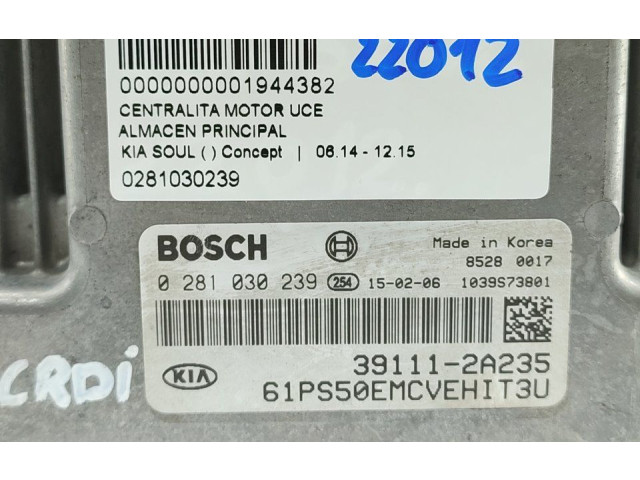 22012
0000000001944382
CENTRALITA MOTOR UCE
ALMACEN PRINCIPAL
KIA SOUL ( ) Concept | 06.14 - 12.15
0281030239
BOSCH
Made in Korea
8528 0017
0 281 030 239 254 15-02-06 1039S73801
KIA
39111-2A235
61PS50EMCVEHIT3U
CRDi